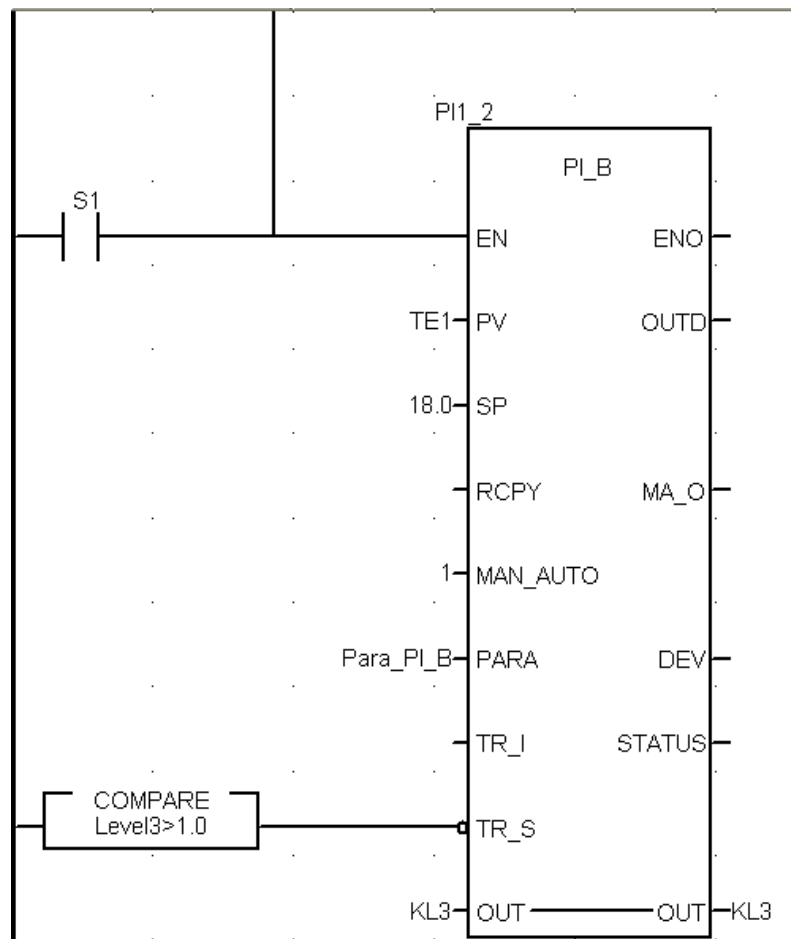 PI1_2
PI_B
S1
EN ENO
TE1 PV OUTD
18.0 SP
RCPY MA_O
1 MAN_AUTO
Para_PI_B PARA DEV
TR_I STATUS
COMPARE
Level3>1.0 TR_S
KL3 OUT OUT KL3